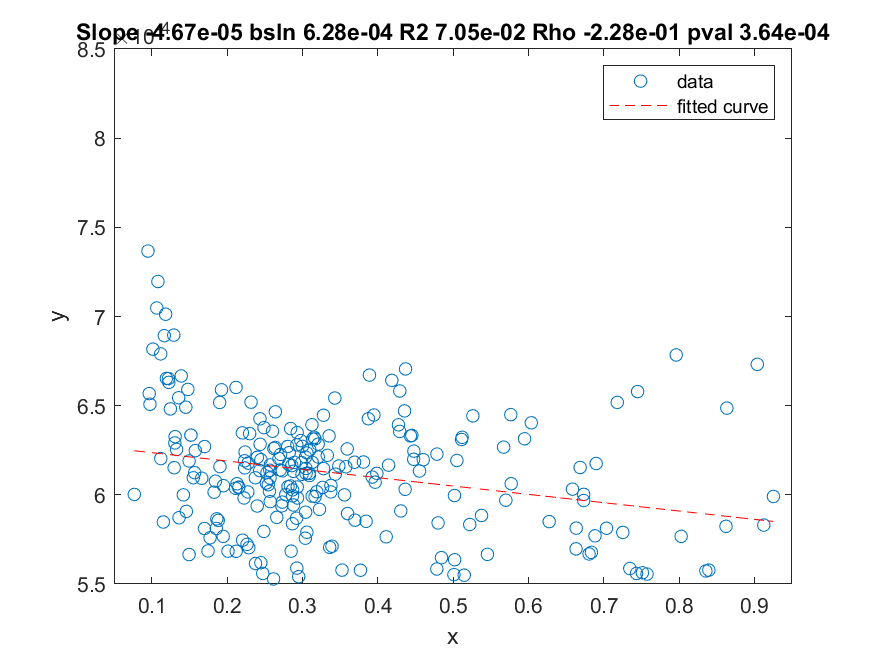 Slope -4.67e-05 bsln 6.28e-04 R2 7.05e-02 Rho -2.28e-01 pval 3.64e-04
×10⁻⁴
8.5
data
fitted curve
8
7.5
7
y
6.5
6
5.5
0.1 0.2 0.3 0.4 0.5 0.6 0.7 0.8 0.9
x